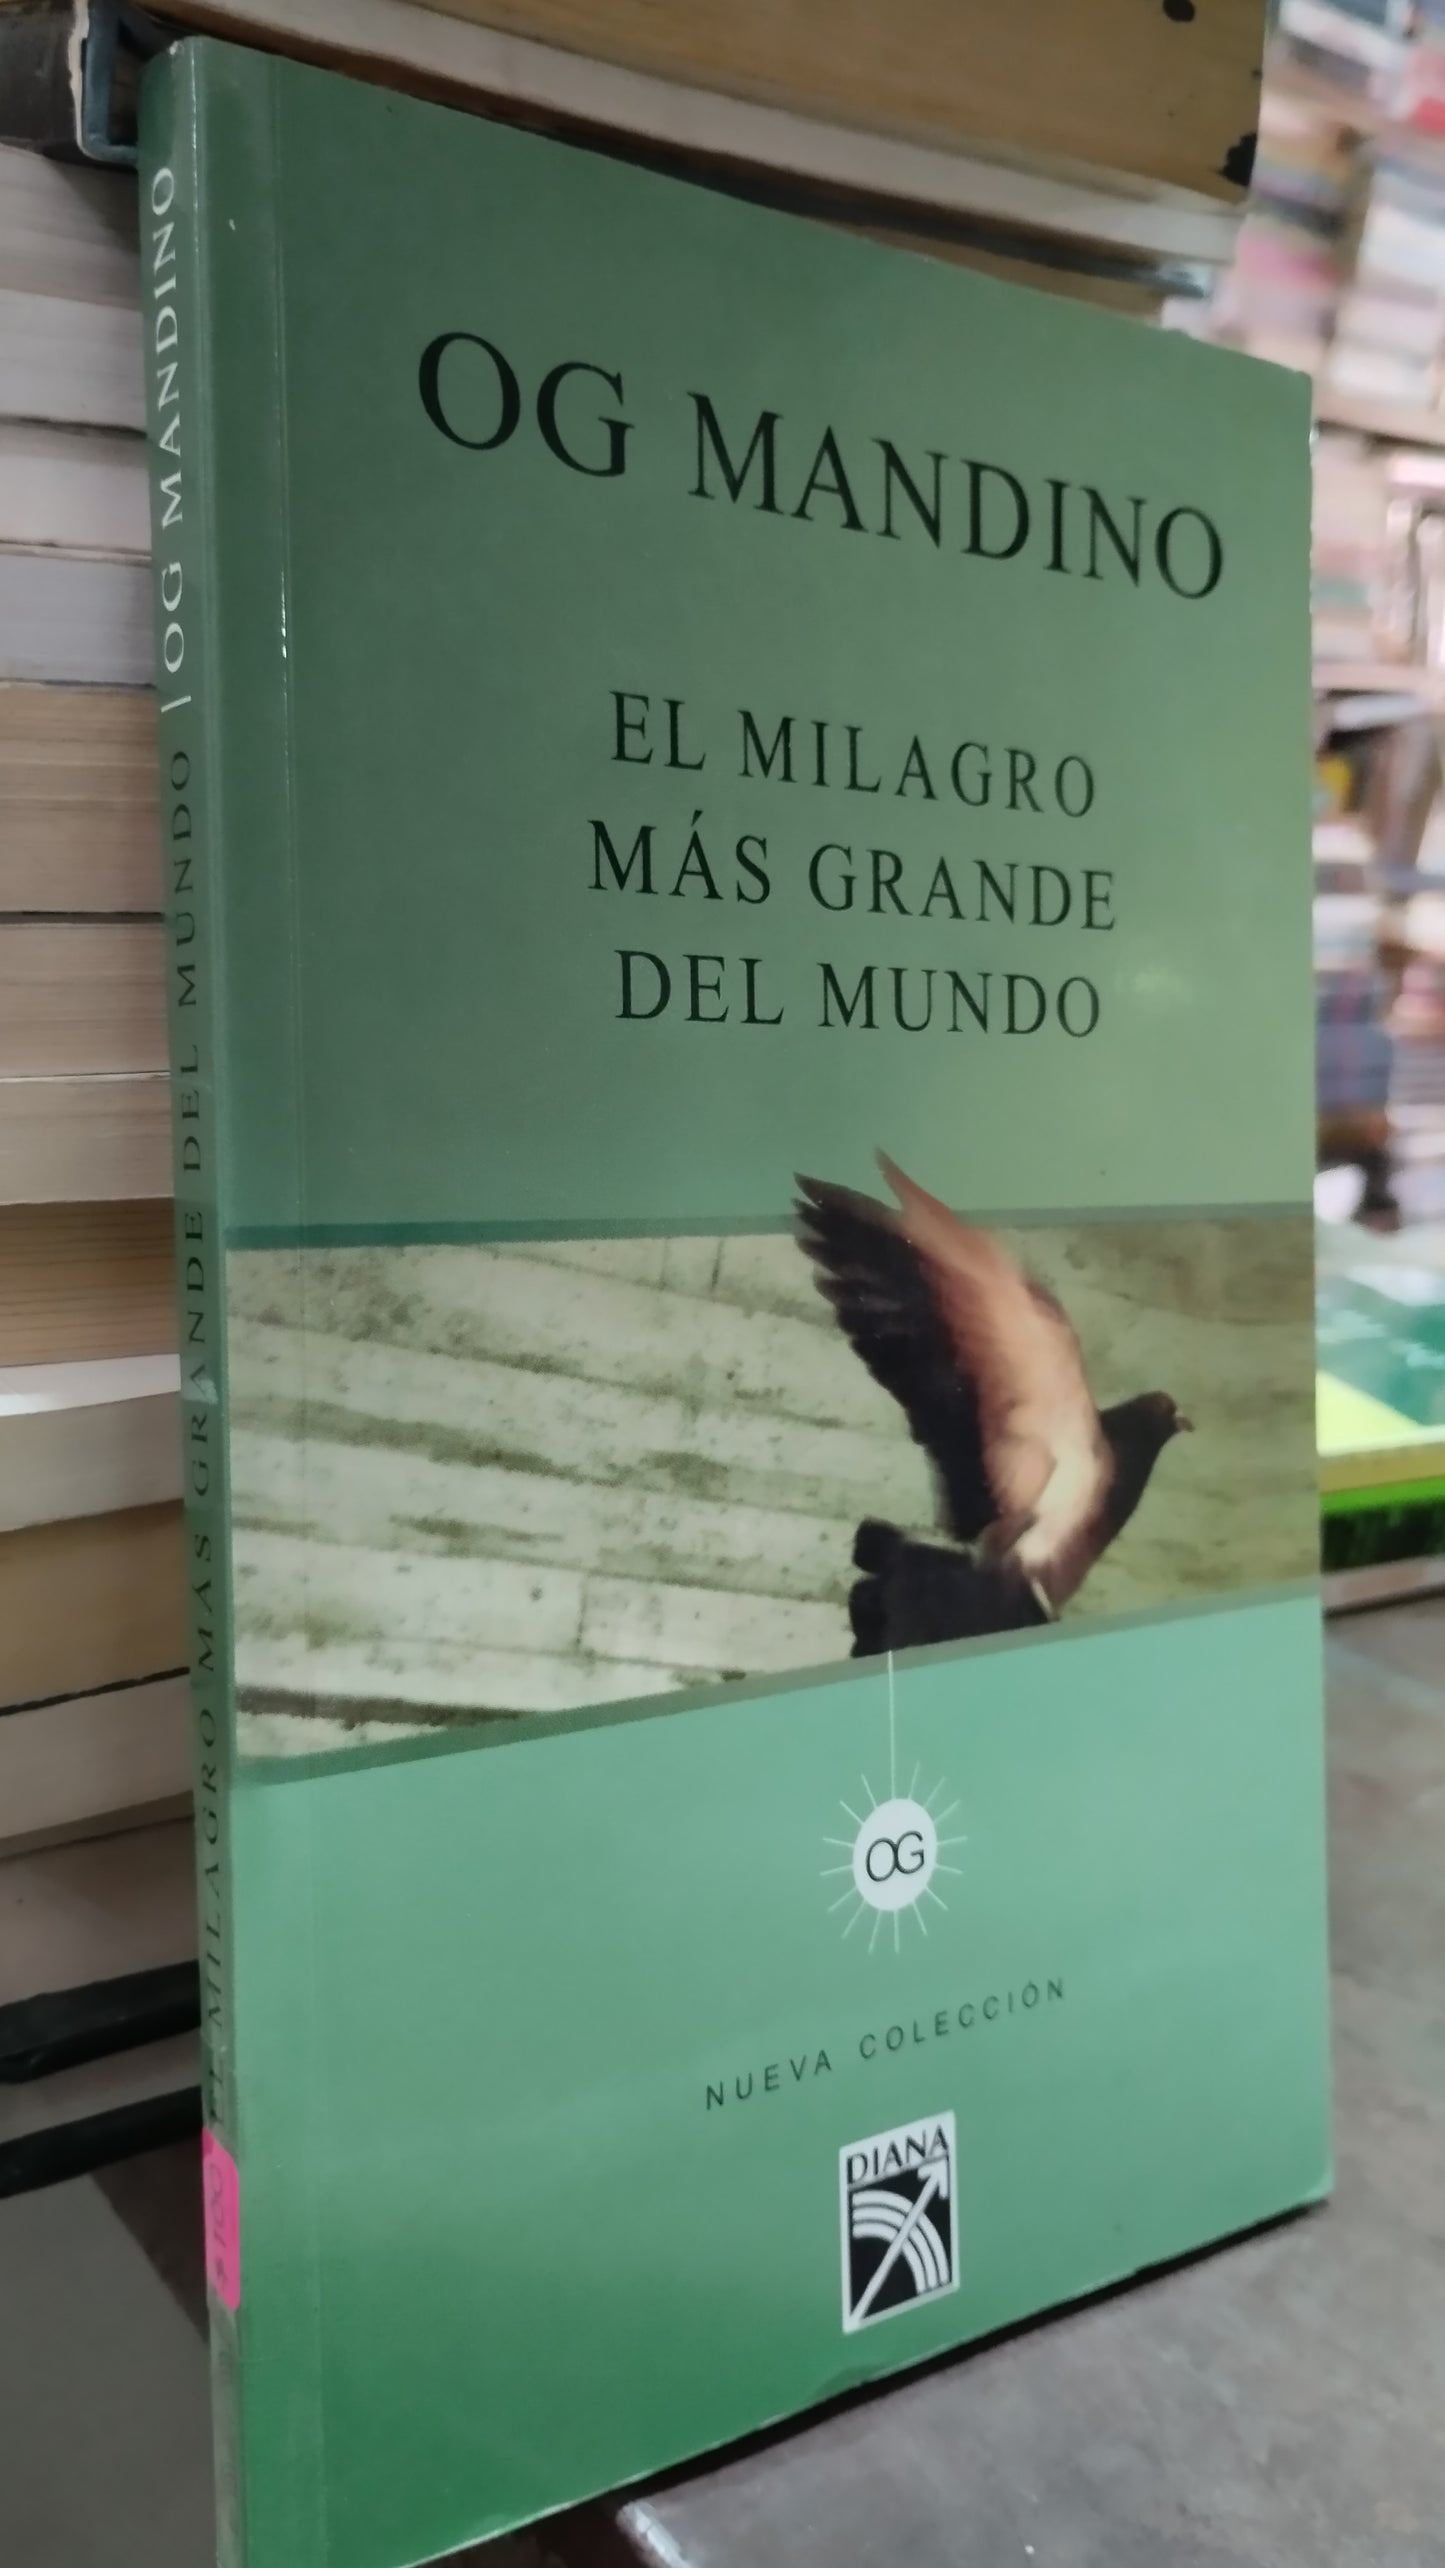 OG MANDINO
EL MILAGRO
MÁS GRANDE
DEL MUNDO
OG
NUEVA COLECCIÓN
DIANA
EL MILAGRO MÁS GRANDE DEL MUNDO | OG MANDINO
$100